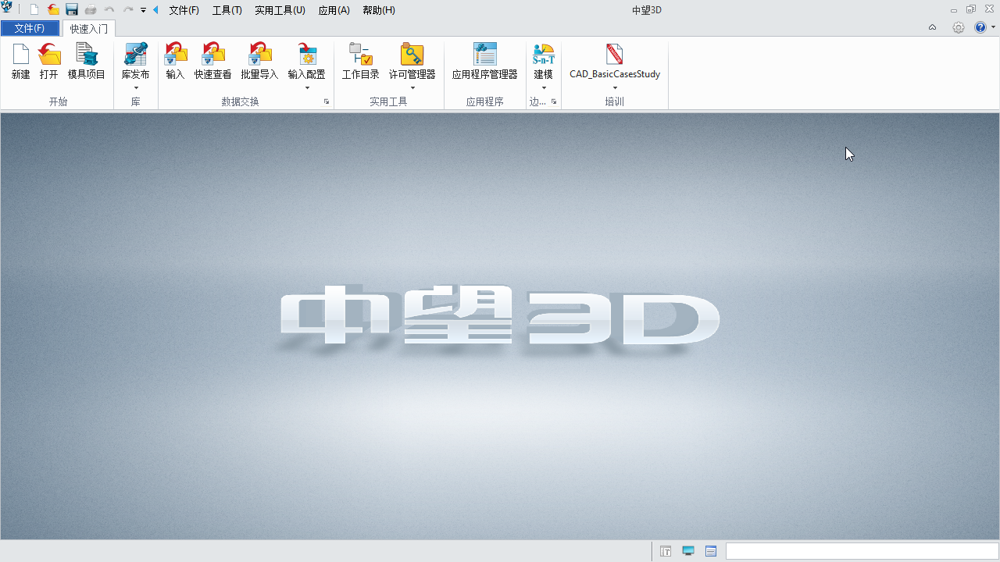 文件(F) 工具(T) 实用工具(U) 应用(A) 帮助(H) 中望3D
文件(F) 快速入门
新建 打开 模具项目 库发布 输入 快速查看 批量导入 输入配置 工作目录 许可管理器 应用程序管理器 S-n-T 建模 CAD_BasicCasesStudy
开始 库 数据交换 实用工具 应用程序 边... 培训
中望3D